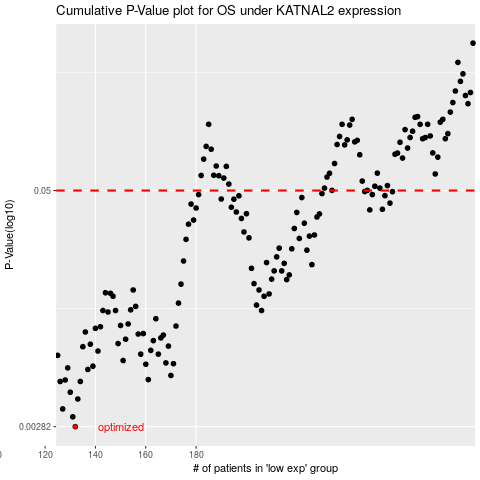 Cumulative P-Value plot for OS under KATNAL2 expression
P-Value(log10)
0.05
0.00282
optimized
0
120
140
160
180
# of patients in 'low exp' group